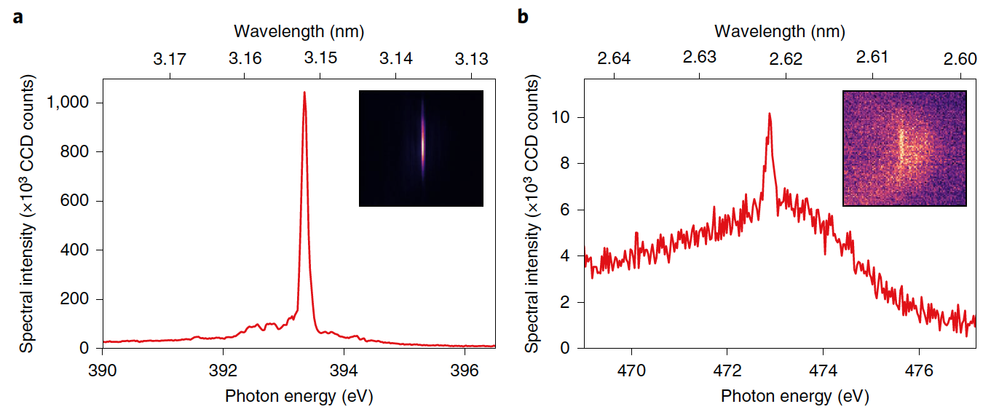 a
Wavelength (nm)
3.17 3.16 3.15 3.14 3.13
Spectral intensity (×10³ CCD counts)
1,000
800
600
400
200
0
390 392 394 396
Photon energy (eV)
b
Wavelength (nm)
2.64 2.63 2.62 2.61 2.60
Spectral intensity (×10³ CCD counts)
10
8
6
4
2
0
470 472 474 476
Photon energy (eV)